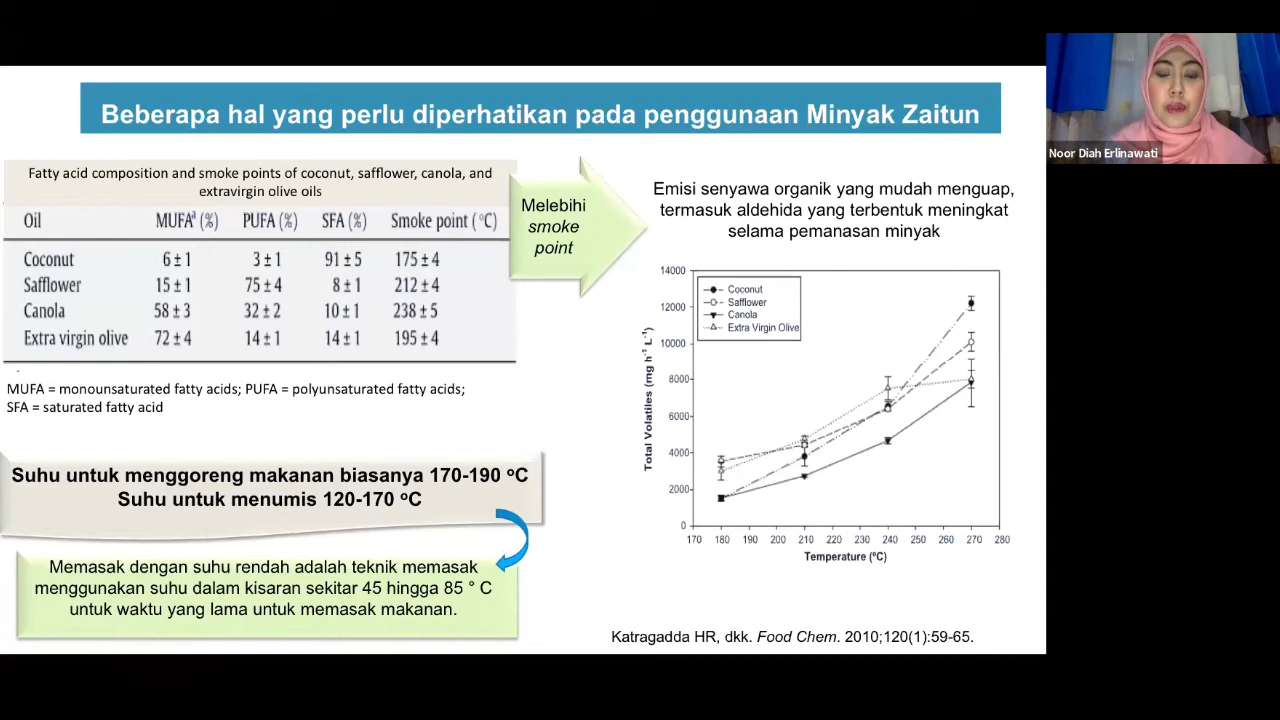 Beberapa hal yang perlu diperhatikan pada penggunaan Minyak Zaitun
Noor Diah Erlinawati
Fatty acid composition and smoke points of coconut, safflower, canola, and
extravirgin olive oils
Oil MUFAª (%) PUFA (%) SFA (%) Smoke point (°C)
Coconut 6 ± 1 3 ± 1 91 ± 5 175 ± 4
Safflower 15 ± 1 75 ± 4 8 ± 1 212 ± 4
Canola 58 ± 3 32 ± 2 10 ± 1 238 ± 5
Extra virgin olive 72 ± 4 14 ± 1 14 ± 1 195 ± 4
MUFA = monounsaturated fatty acids; PUFA = polyunsaturated fatty acids;
SFA = saturated fatty acid
Melebihi
smoke
point
Emisi senyawa organik yang mudah menguap,
termasuk aldehida yang terbentuk meningkat
selama pemanasan minyak
14000
12000
10000
8000
6000
4000
2000
0
Total Volatiles (mg h⁻¹ L⁻¹)
Coconut
Safflower
Canola
Extra Virgin Olive
170 180 190 200 210 220 230 240 250 260 270 280
Temperature (ºC)
Suhu untuk menggoreng makanan biasanya 170-190 ºC
Suhu untuk menumis 120-170 ºC
Memasak dengan suhu rendah adalah teknik memasak
menggunakan suhu dalam kisaran sekitar 45 hingga 85 ° C
untuk waktu yang lama untuk memasak makanan.
Katragadda HR, dkk. Food Chem. 2010;120(1):59-65.